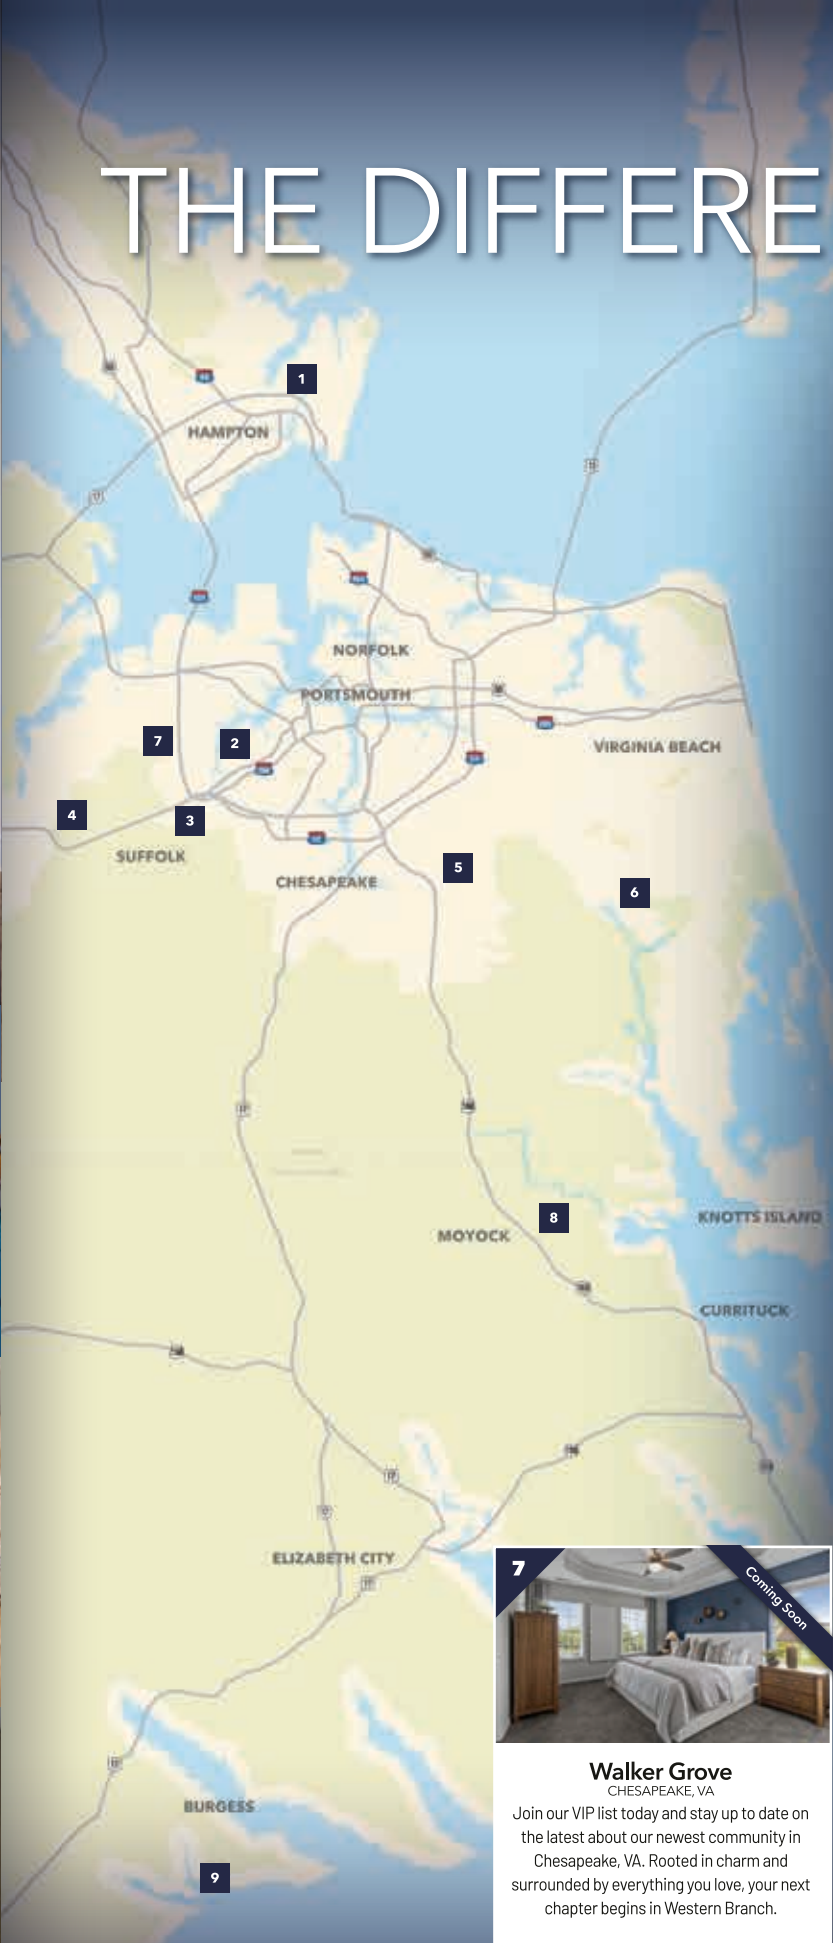 THE DIFFERE
1
HAMPTON
NORFOLK
PORTSMOUTH
7
2
VIRGINIA BEACH
4
3
SUFFOLK
5
CHESAPEAKE
6
17
8
KNOTTS ISLAND
MOYOCK
CURRITUCK
17
ELIZABETH CITY
17
BURGESS
9
7
Coming Soon
Walker Grove
CHESAPEAKE, VA
Join our VIP list today and stay up to date on
the latest about our newest community in
Chesapeake, VA. Rooted in charm and
surrounded by everything you love, your next
chapter begins in Western Branch.